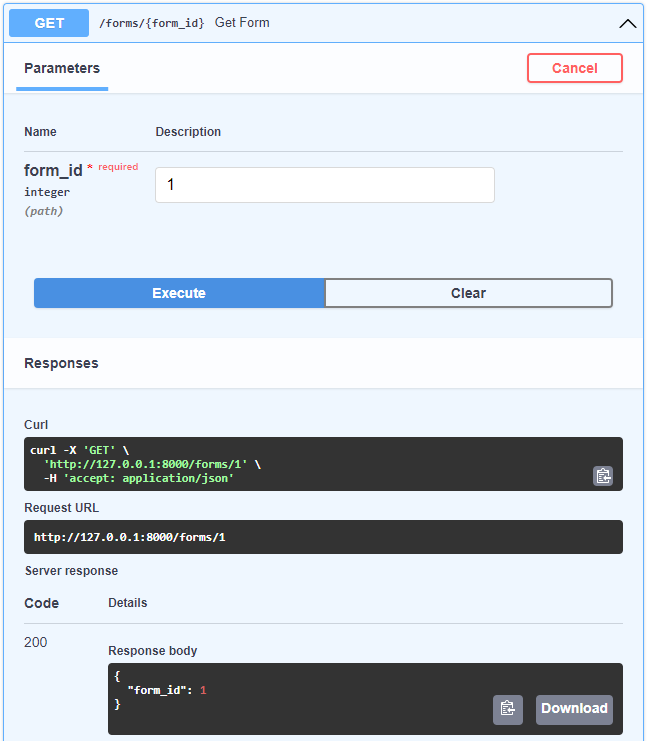 GET /forms/{form_id} Get Form
Parameters Cancel
Name Description
form_id * required
integer
(path)
1
Execute Clear
Responses
Curl
curl -X 'GET' \
  'http://127.0.0.1:8000/forms/1' \
  -H 'accept: application/json'
Request URL
http://127.0.0.1:8000/forms/1
Server response
Code Details
200
Response body
{
  "form_id": 1
}
Download